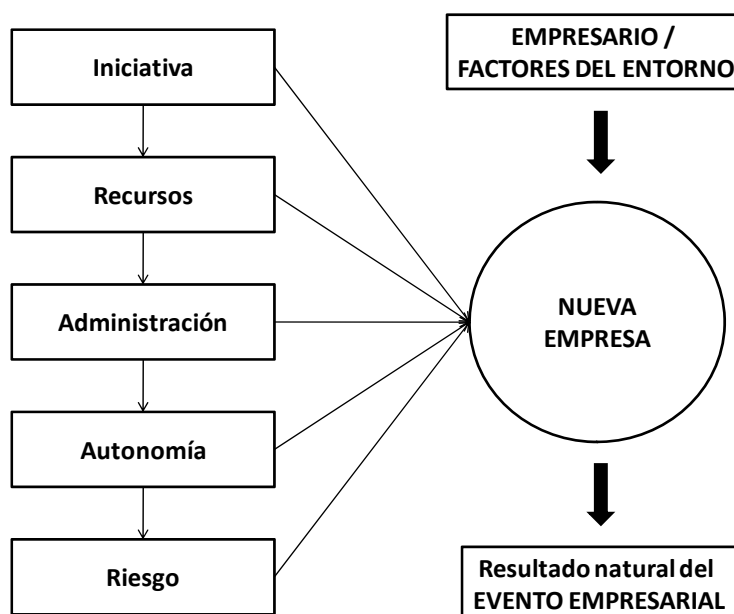 Iniciativa
Recursos
Administración
Autonomía
Riesgo
EMPRESARIO /
FACTORES DEL ENTORNO
NUEVA
EMPRESA
Resultado natural del
EVENTO EMPRESARIAL